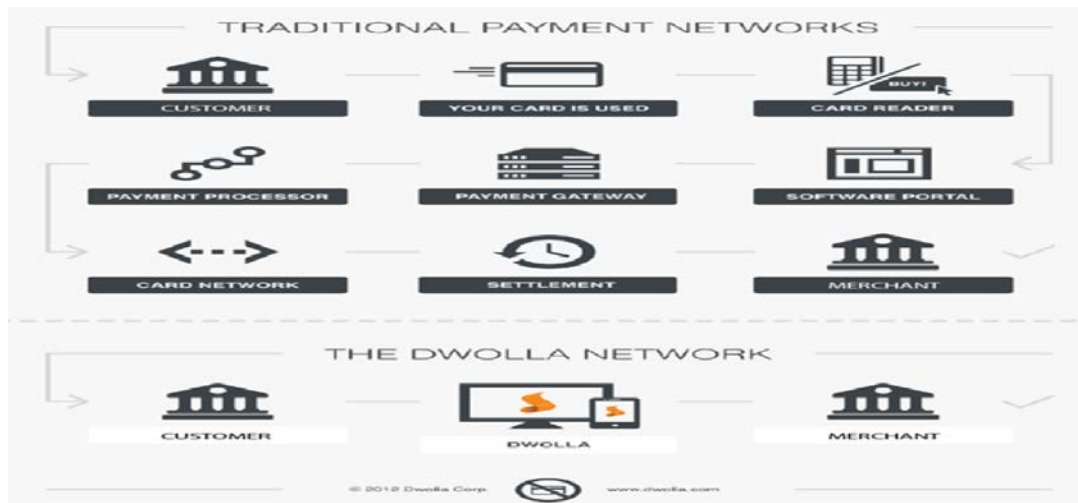 TRADITIONAL PAYMENT NETWORKS
CUSTOMER
YOUR CARD IS USED
BUY!
CARD READER
PAYMENT PROCESSOR
PAYMENT GATEWAY
SOFTWARE PORTAL
CARD NETWORK
SETTLEMENT
MERCHANT
THE DWOLLA NETWORK
CUSTOMER
DWOLLA
MERCHANT
© 2012 Dwolla Corp. www.dwolla.com